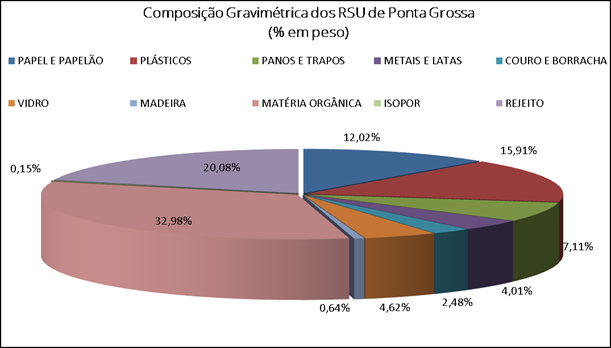 Composição Gravimétrica dos RSU de Ponta Grossa
(% em peso)
PAPEL E PAPELÃO PLÁSTICOS PANOS E TRAPOS METAIS E LATAS COURO E BORRACHA
VIDRO MADEIRA MATÉRIA ORGÂNICA ISOPOR REJEITO
12,02%
15,91%
0,15%
20,08%
32,98%
7,11%
4,01%
2,48%
4,62%
0,64%